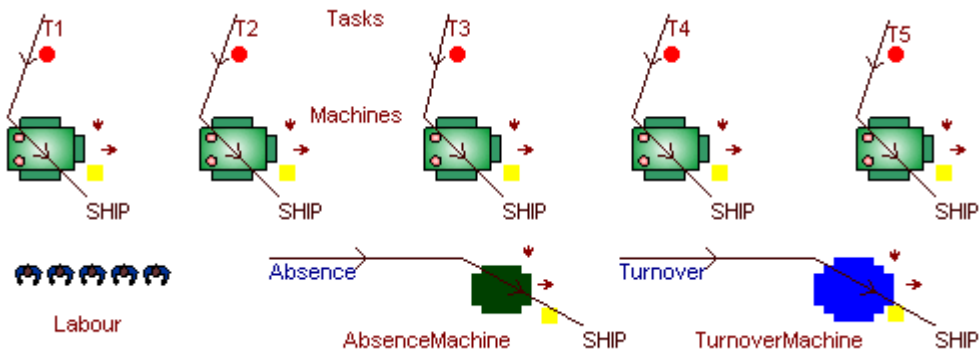 T1
T2
Tasks
T3
T4
T5
Machines
SHIP
SHIP
SHIP
SHIP
SHIP
Absence
Turnover
Labour
AbsenceMachine
SHIP
TurnoverMachine
SHIP